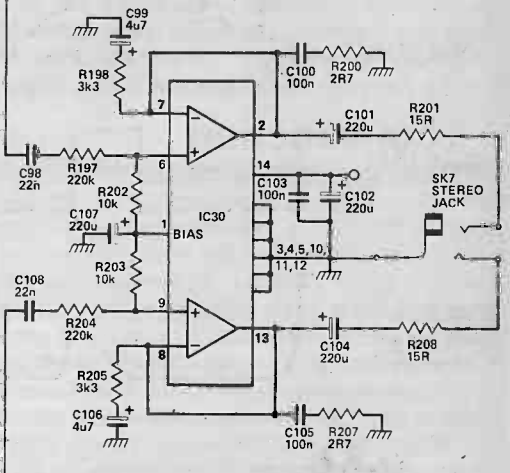 C99
4u7
+
R198
3k3
C100
100n
R200
2R7
7
−
2
+
C101
220u
R201
15R
C98
22n
R197
220k
6
+
14
R202
10k
C103
100n
+
C102
220u
SK7
STEREO
JACK
C107
220u
+
1
BIAS
IC30
3,4,5,10,
11,12
R203
10k
C108
22n
R204
220k
9
+
8
−
13
+
C104
220u
R208
15R
R205
3k3
C106
4u7
+
C105
100n
R207
2R7